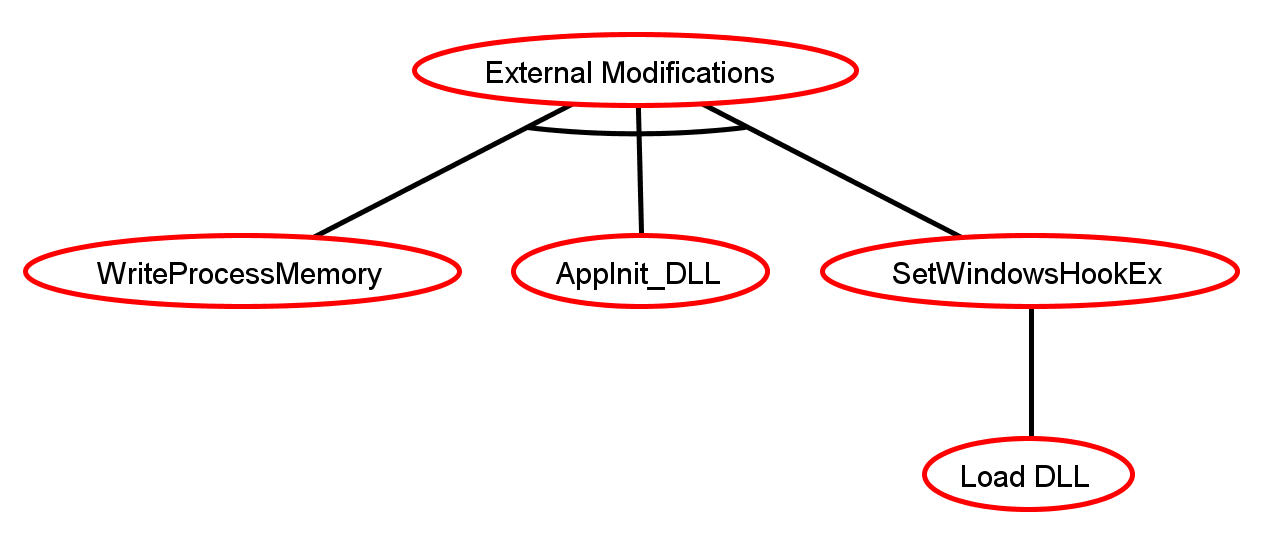 External Modifications
WriteProcessMemory
AppInit_DLL
SetWindowsHookEx
Load DLL